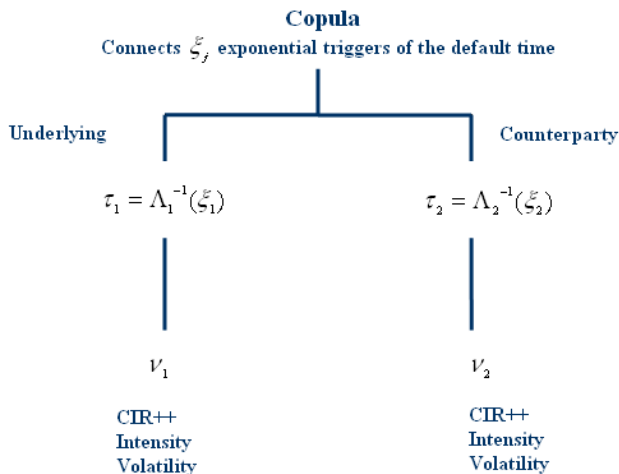 Copula
Connects ξ_j exponential triggers of the default time
Underlying
Counterparty
τ₁ = Λ₁⁻¹(ξ₁)
τ₂ = Λ₂⁻¹(ξ₂)
ν₁
ν₂
CIR++
Intensity
Volatility
CIR++
Intensity
Volatility